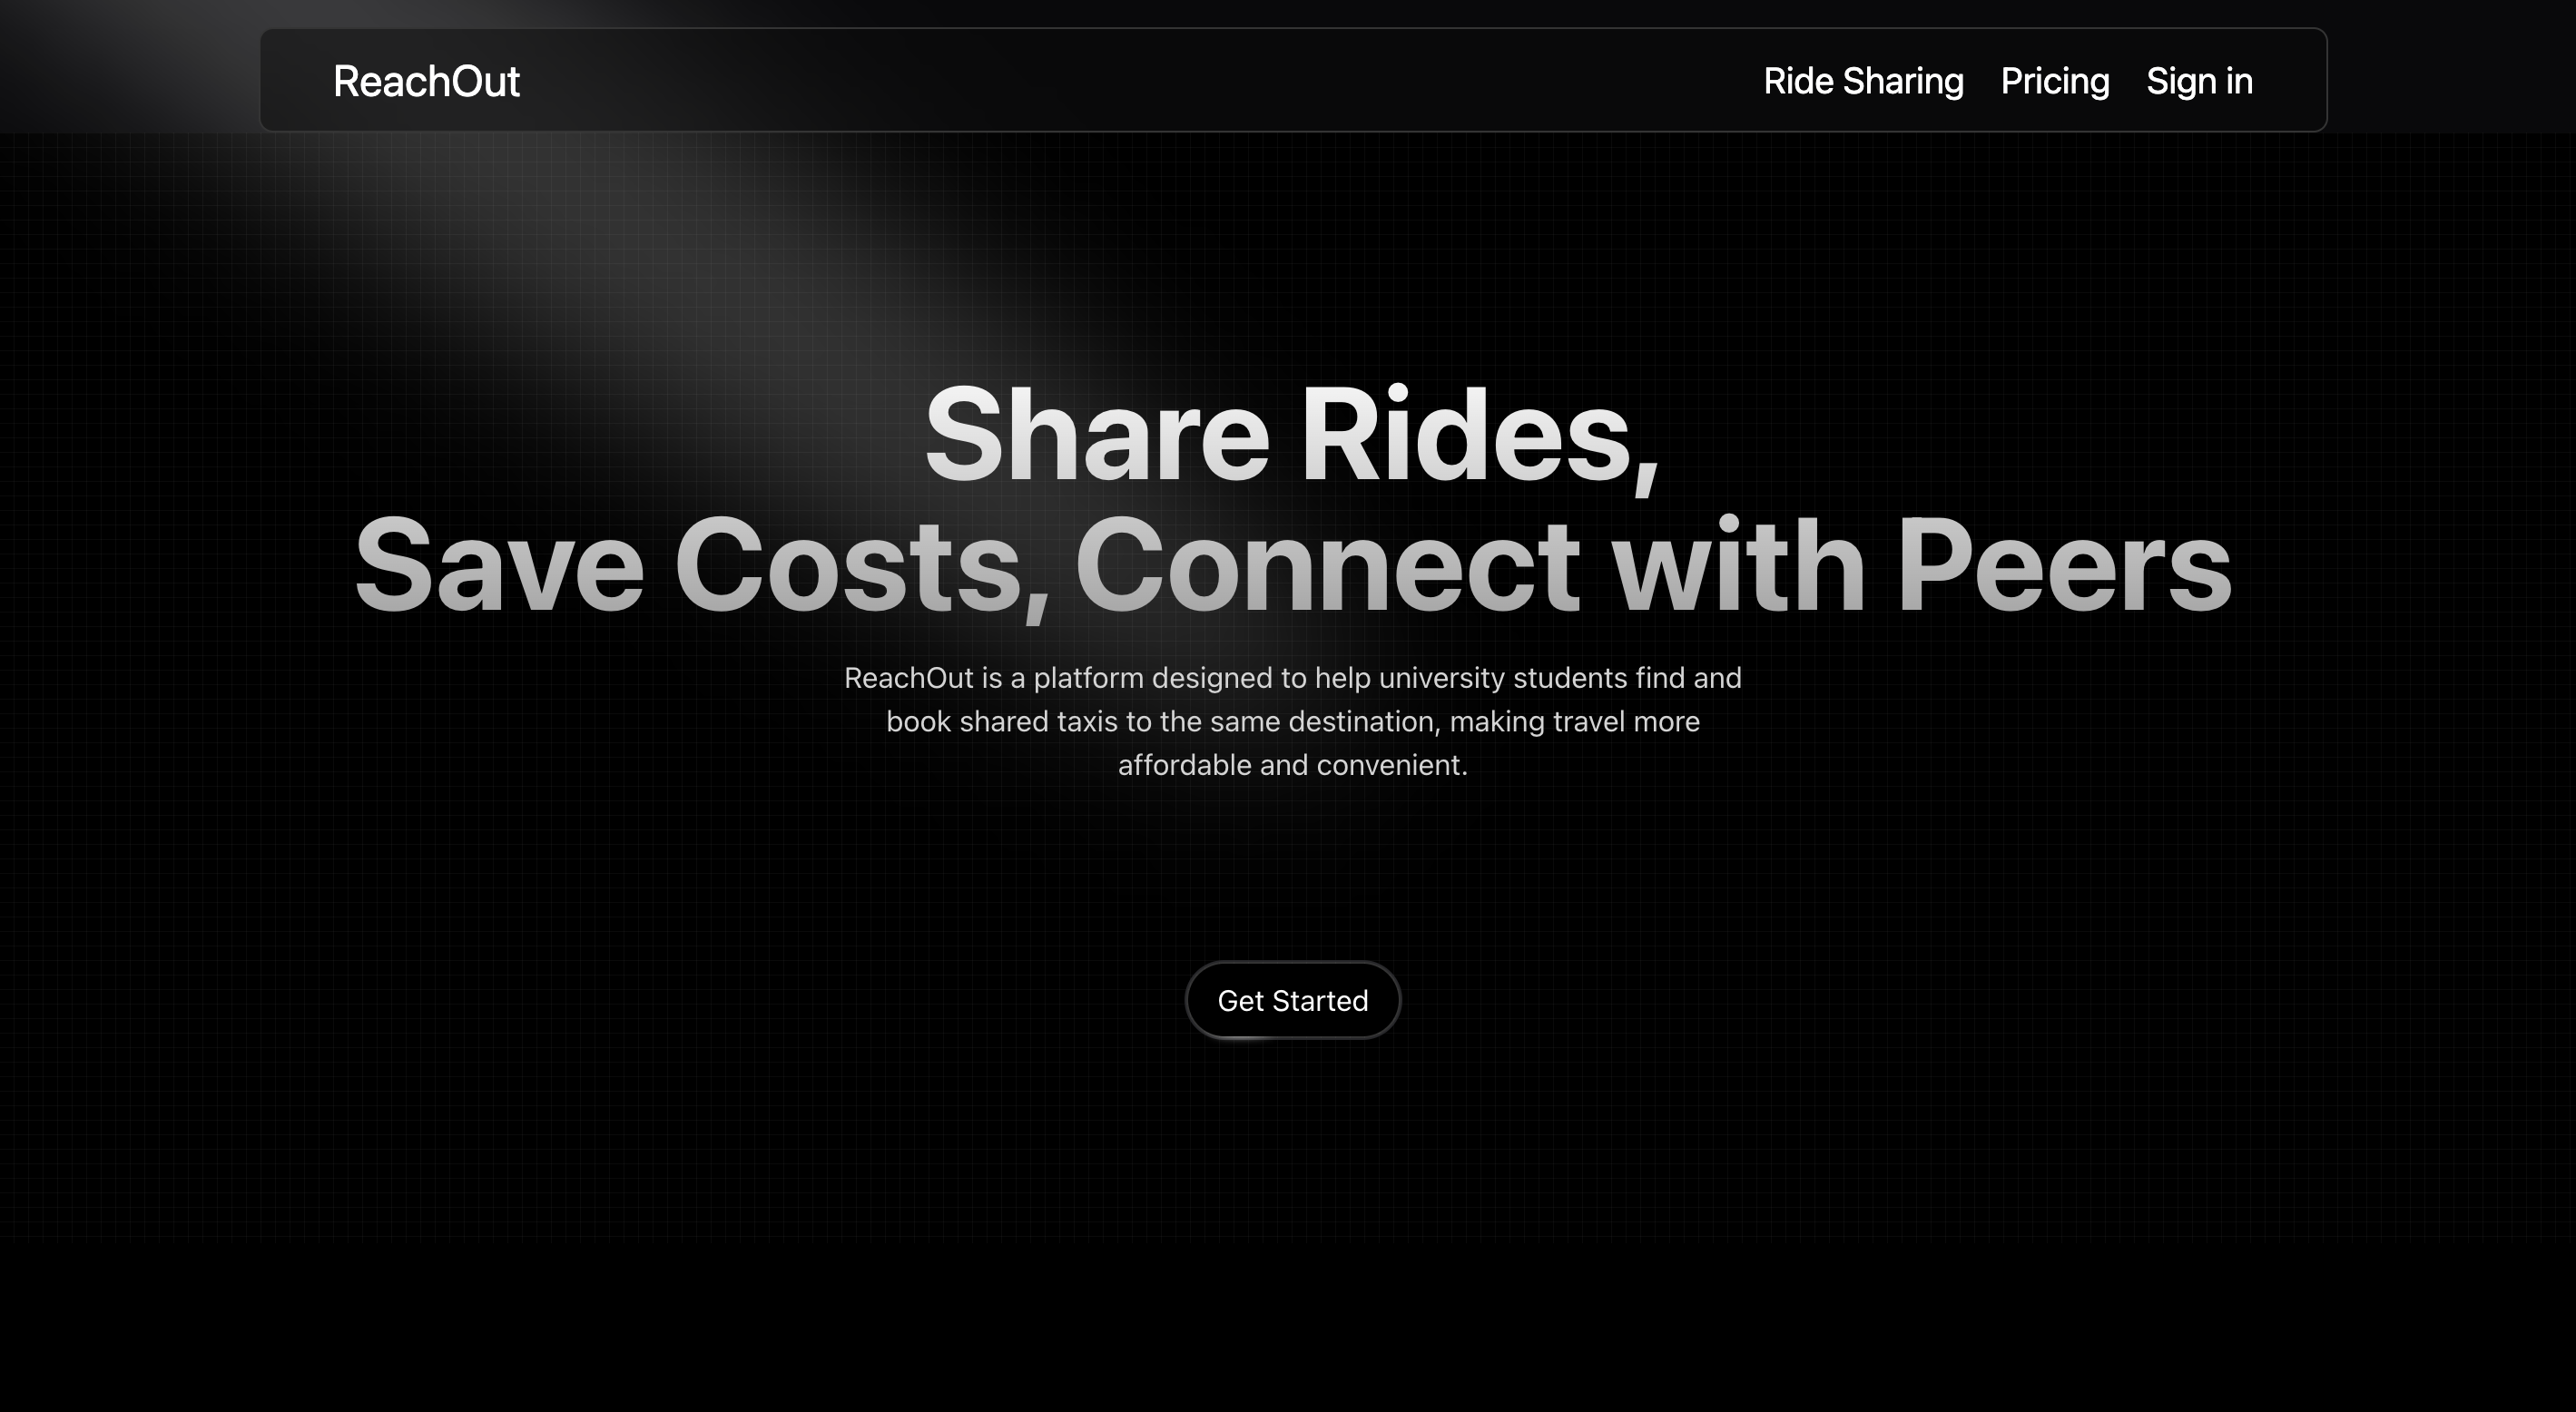 ReachOut
Ride Sharing
Pricing
Sign in
Share Rides,
Save Costs, Connect with Peers
ReachOut is a platform designed to help university students find and
book shared taxis to the same destination, making travel more
affordable and convenient.
Get Started